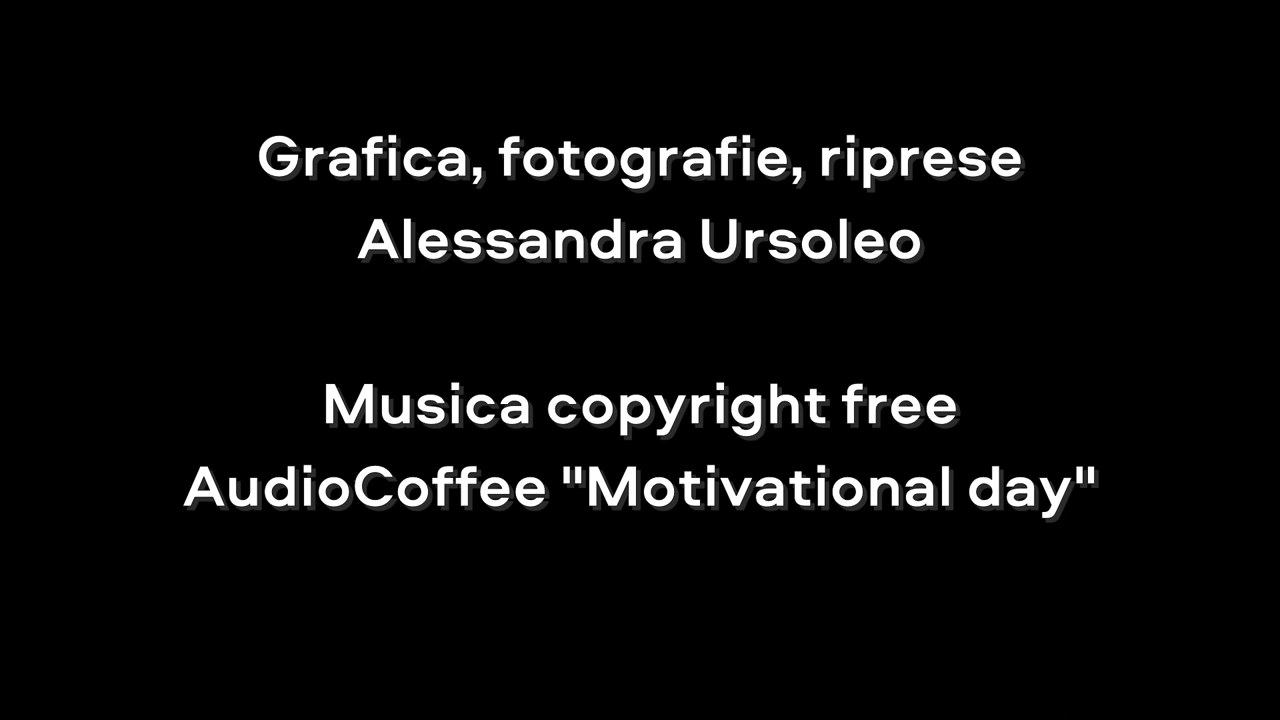 Grafica, fotografie, riprese
Alessandra Ursoleo
Musica copyright free
AudioCoffee "Motivational day"